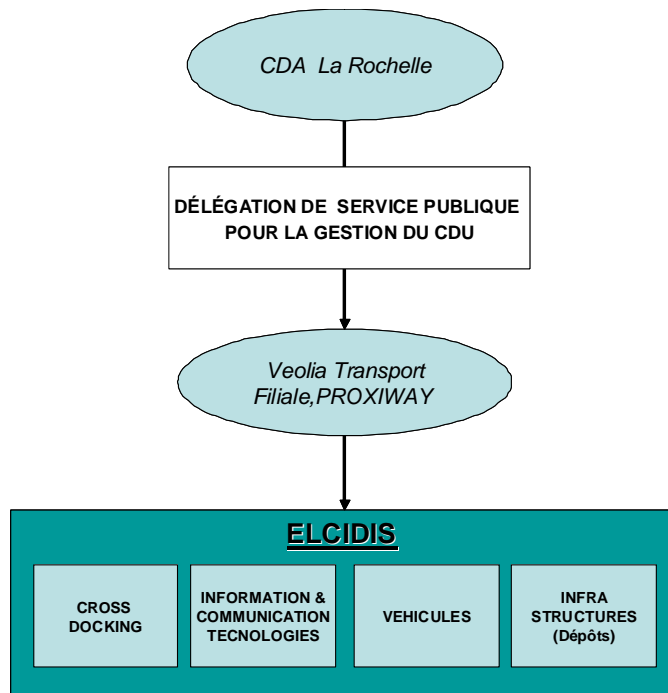 CDA La Rochelle
DÉLÉGATION DE SERVICE PUBLIQUE
POUR LA GESTION DU CDU
Veolia Transport
Filiale,PROXIWAY
ELCIDIS
CROSS
DOCKING
INFORMATION &
COMMUNICATION
TECNOLOGIES
VEHICULES
INFRA
STRUCTURES
(Dépôts)